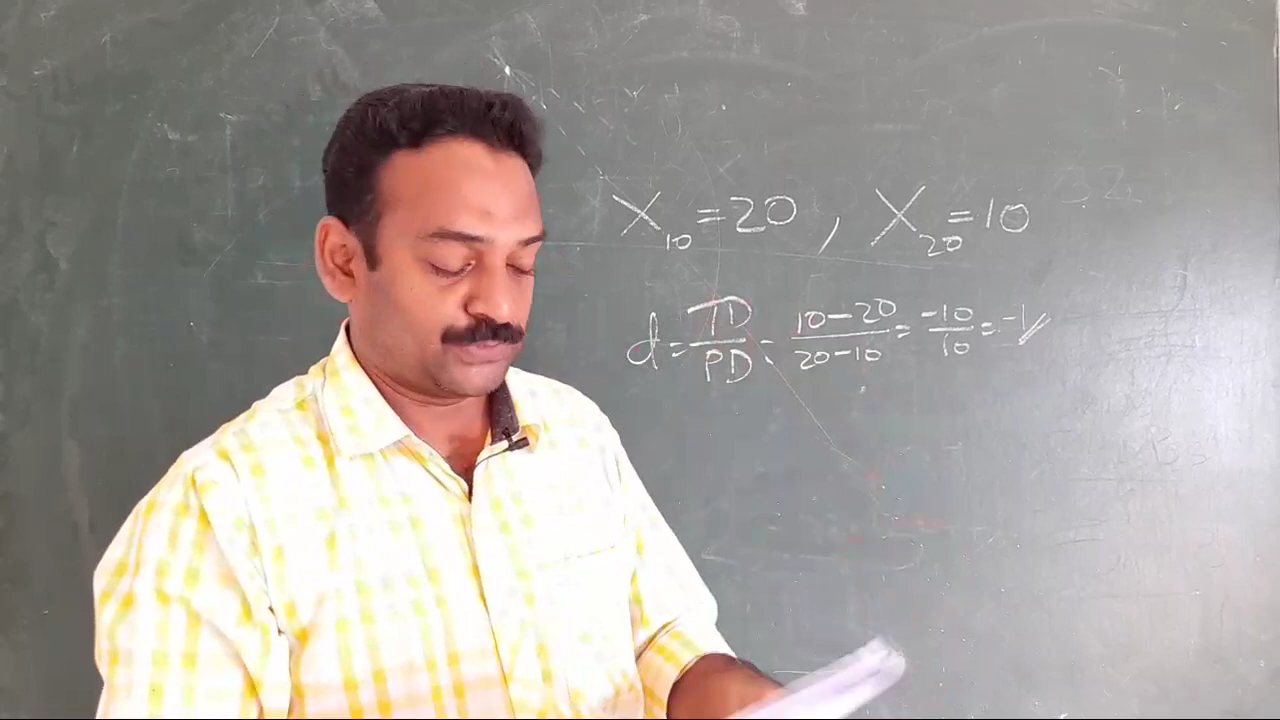 X₁₀ = 20 , X₂₀ = 10
d = TD/PD = (10-20)/(20-10) = -10/10 = -1//